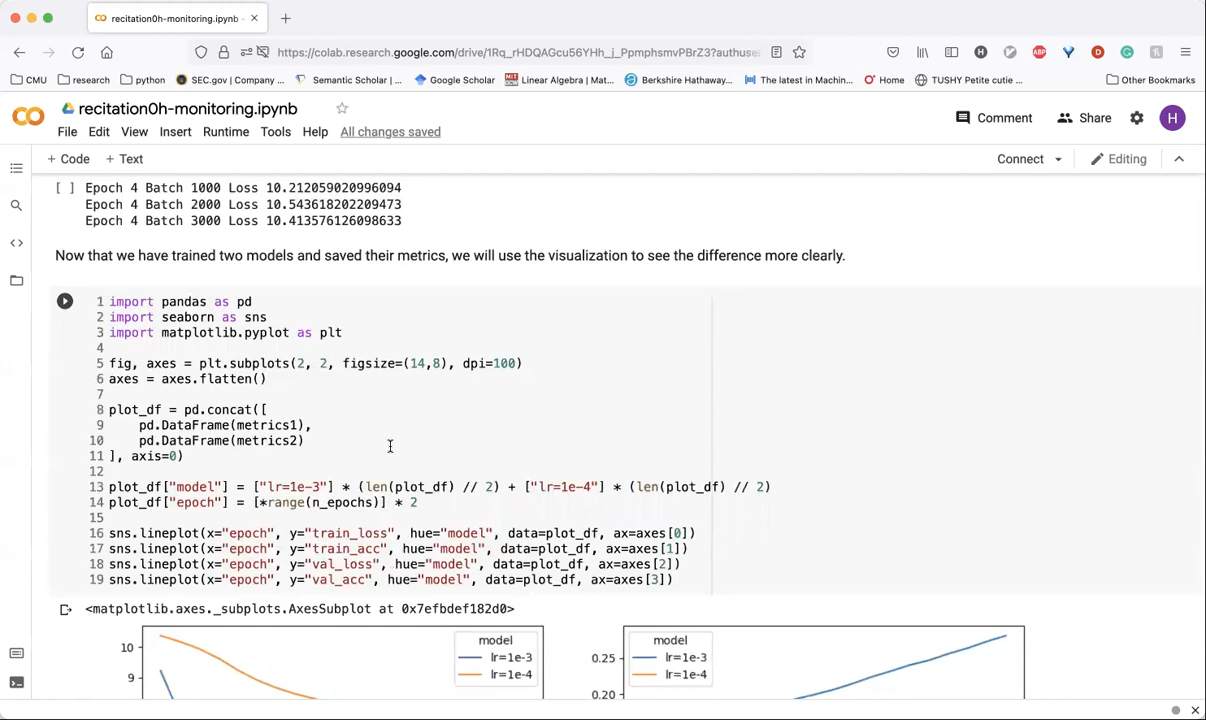 recitation0h-monitoring.ipynb -
https://colab.research.google.com/drive/1Rq_rHDQAGcu56YHh_j_PpmphsmvPBrZ3?authuse
CMU research python SEC.gov | Company ... Semantic Scholar | ... Google Scholar Linear Algebra | Mat... Berkshire Hathaway... The latest in Machin... Home TUSHY Petite cutie ... Other Bookmarks
recitation0h-monitoring.ipynb
Comment Share H
File Edit View Insert Runtime Tools Help All changes saved
+ Code + Text Connect Editing
[ ] Epoch 4 Batch 1000 Loss 10.212059020996094
Epoch 4 Batch 2000 Loss 10.543618202209473
Epoch 4 Batch 3000 Loss 10.413576126098633
Now that we have trained two models and saved their metrics, we will use the visualization to see the difference more clearly.
1 import pandas as pd
2 import seaborn as sns
3 import matplotlib.pyplot as plt
4
5 fig, axes = plt.subplots(2, 2, figsize=(14,8), dpi=100)
6 axes = axes.flatten()
7
8 plot_df = pd.concat([
9 pd.DataFrame(metrics1),
10 pd.DataFrame(metrics2)
11 ], axis=0)
12
13 plot_df["model"] = ["lr=1e-3"] * (len(plot_df) // 2) + ["lr=1e-4"] * (len(plot_df) // 2)
14 plot_df["epoch"] = [*range(n_epochs)] * 2
15
16 sns.lineplot(x="epoch", y="train_loss", hue="model", data=plot_df, ax=axes[0])
17 sns.lineplot(x="epoch", y="train_acc", hue="model", data=plot_df, ax=axes[1])
18 sns.lineplot(x="epoch", y="val_loss", hue="model", data=plot_df, ax=axes[2])
19 sns.lineplot(x="epoch", y="val_acc", hue="model", data=plot_df, ax=axes[3])
<matplotlib.axes._subplots.AxesSubplot at 0x7efbdef182d0>
10
9
model
lr=1e-3
lr=1e-4
0.25
0.20
model
lr=1e-3
lr=1e-4